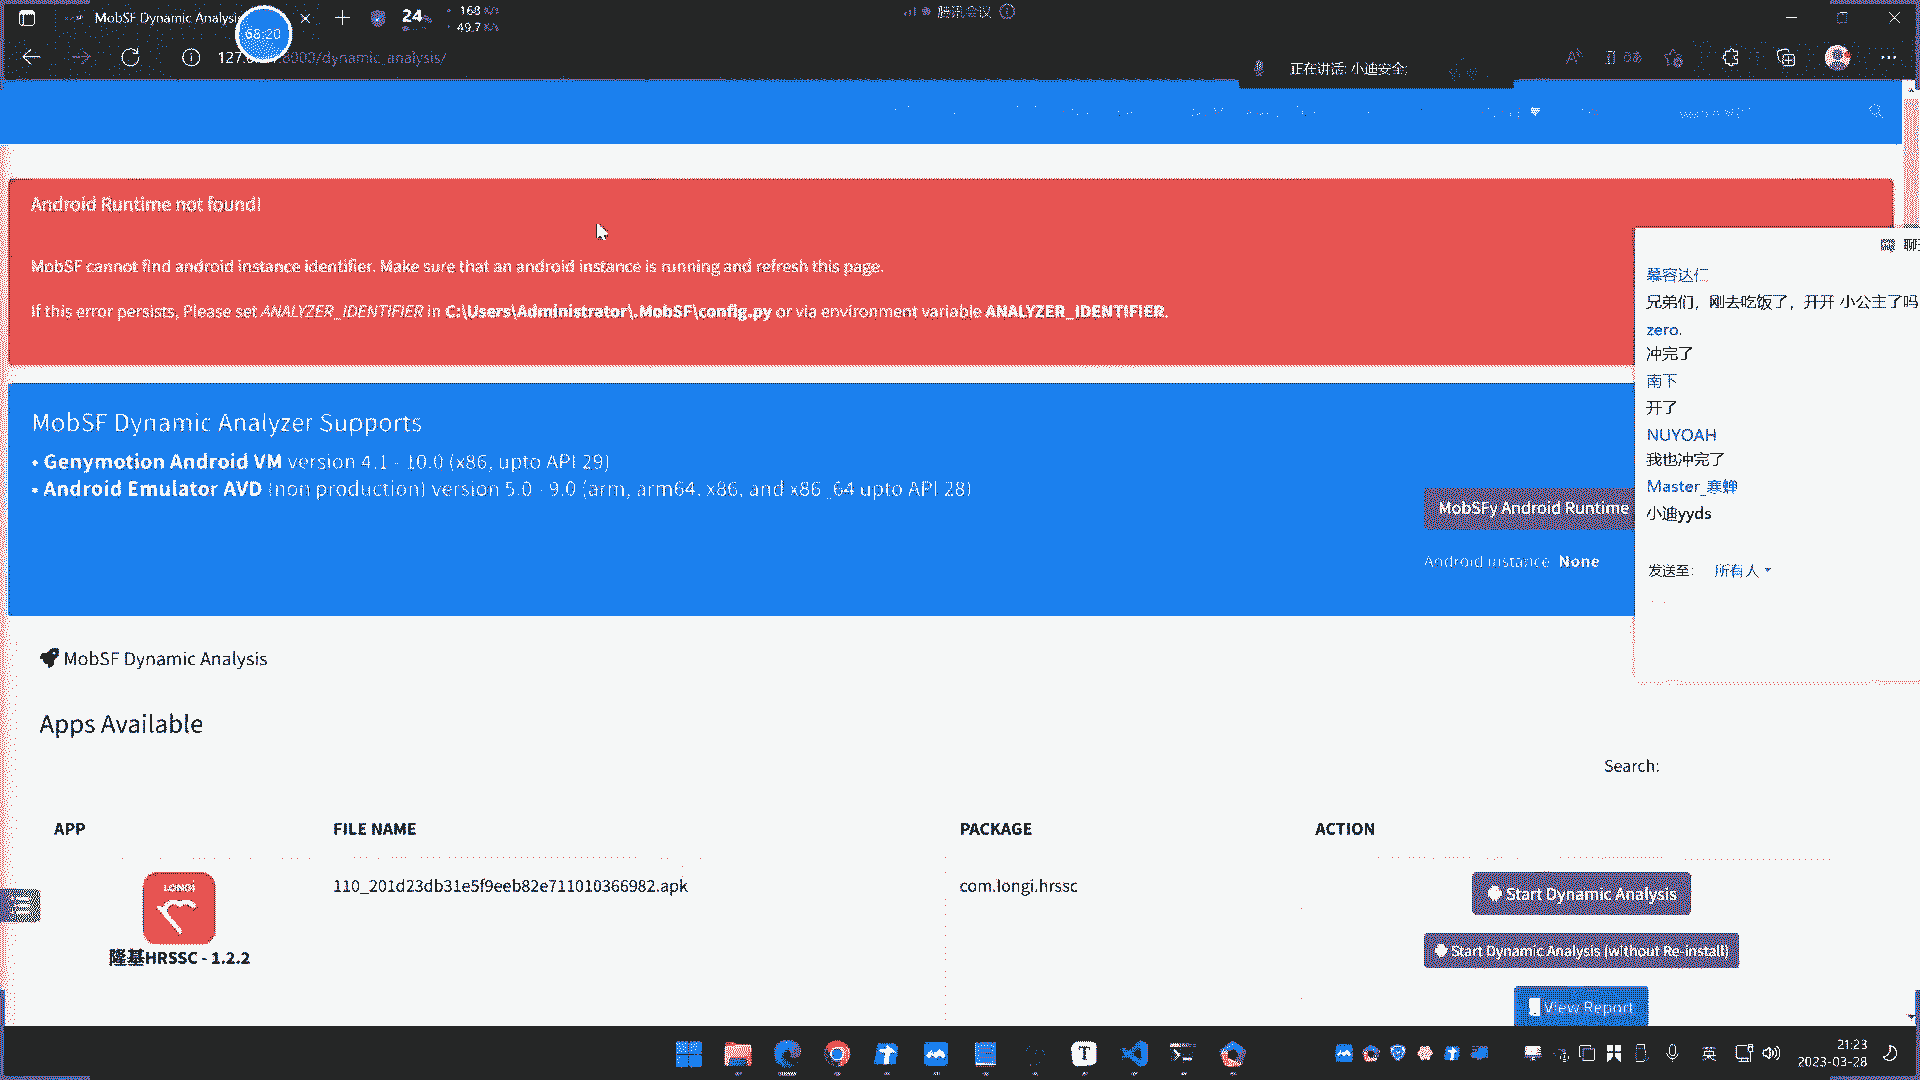 MobSF Dynamic Analysi
68:20
24
168 K/s
49.7 K/s
腾讯会议
:8000/dynamic_analysis/
正在讲话: 小迪安全;
Android Runtime not found!
MobSF cannot find android instance identifier. Make sure that an android instance is running and refresh this page.
If this error persists, Please set ANALYZER_IDENTIFIER in C:\Users\Administrator\.MobSF\config.py or via environment variable ANALYZER_IDENTIFIER.
聊
慕容达仁
兄弟们，刚去吃饭了，开开 小公主了吗
zero.
冲完了
南下
开了
NUYOAH
我也冲完了
Master_寒蝉
小迪yyds
发送至: 所有人
MobSF Dynamic Analyzer Supports
• Genymotion Android VM version 4.1 - 10.0 (x86, upto API 29)
• Android Emulator AVD (non production) version 5.0 - 9.0 (arm, arm64, x86, and x86_64 upto API 28)
MobSFy Android Runtime
Android instance None
MobSF Dynamic Analysis
Apps Available
Search:
APP FILE NAME PACKAGE ACTION
LONGi
隆基HRSSC - 1.2.2
110_201d23db31e5f9eeb82e711010366982.apk
com.longi.hrssc
Start Dynamic Analysis
Start Dynamic Analysis (without Re-install)
View Report
英
21:23
2023-03-28